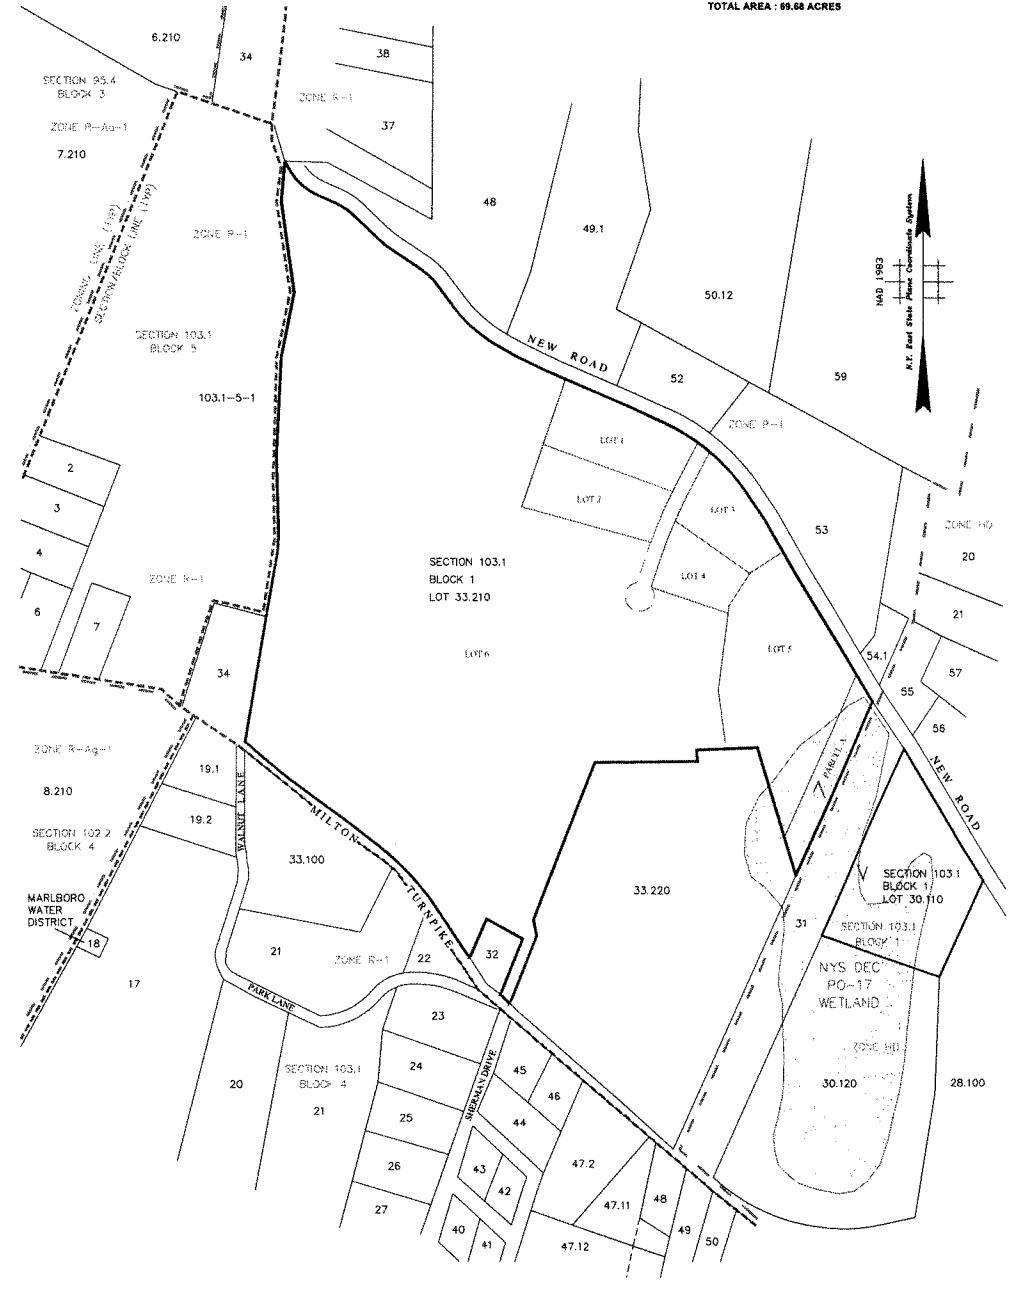 TOTAL AREA : 69.68 ACRES
6.210
34
38
SECTION 95.4
BLOCK 3
ZONE R-1
37
ZONE R-Ag-1
7.210
48
49.1
50.12
59
ZONING LINE (TYP)
SECTION/BLOCK LINE (TYP)
ZONE R-1
NAD 1983
N.Y. East State Plane Coordinate System
SECTION 103.1
BLOCK 5
103.1-5-1
NEW ROAD
52
ZONE R-1
LOT 1
LOT 2
LOT 3
LOT 4
LOT 5
LOT 6
2
3
4
6
7
ZONE R-1
SECTION 103.1
BLOCK 1
LOT 33.210
53
ZONE HD
20
21
54.1
57
55
56
34
ZONE R-Ag-1
8.210
19.1
19.2
WALNUT LANE
MILTON TURNPIKE
PARCEL A
NEW ROAD
SECTION 102.2
BLOCK 4
33.100
33.220
SECTION 103.1
BLOCK 1
LOT 30.110
MARLBORO
WATER
DISTRICT
18
17
21
ZONE R-1
22
32
31
SECTION 103.1
BLOCK 1
NYS DEC
PO-17
WETLAND
PARK LANE
23
ZONE HD
SECTION 103.1
BLOCK 4
20
21
24
SHERMAN DRIVE
45
46
30.120
28.100
25
44
26
43
42
47.2
27
40
41
47.11
47.12
48
49
50